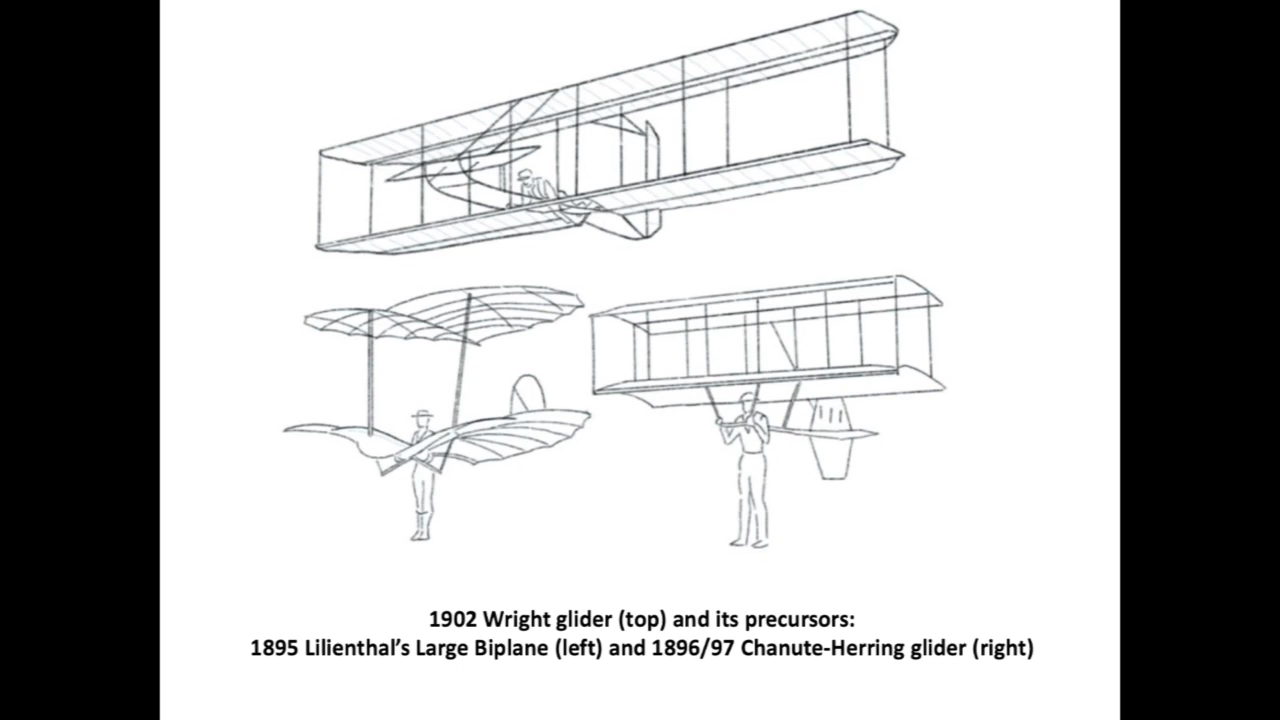 1902 Wright glider (top) and its precursors:
1895 Lilienthal’s Large Biplane (left) and 1896/97 Chanute-Herring glider (right)